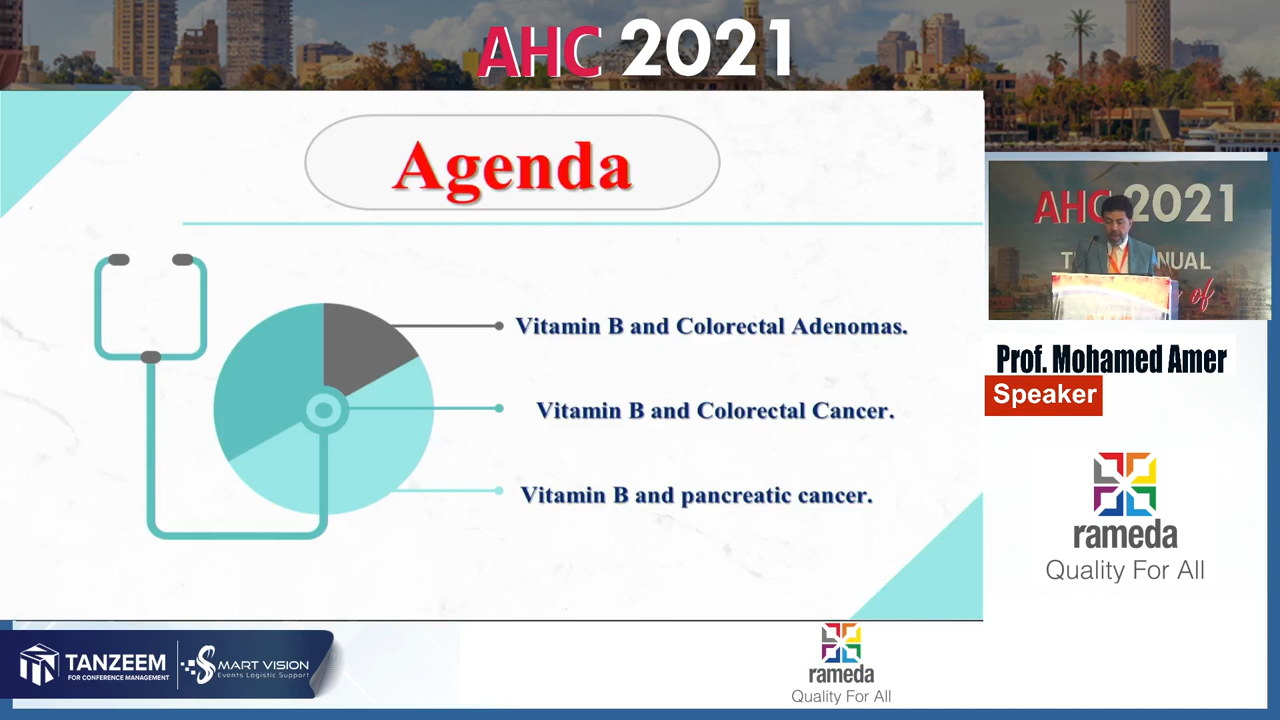 AHC 2021
Agenda
Vitamin B and Colorectal Adenomas.
Vitamin B and Colorectal Cancer.
Vitamin B and pancreatic cancer.
AHC 2021
NUAL
of
Prof. Mohamed Amer
Speaker
rameda
Quality For All
TANZEEM
FOR CONFERENCE MANAGEMENT
SMART VISION
Events Logistic Support
rameda
Quality For All